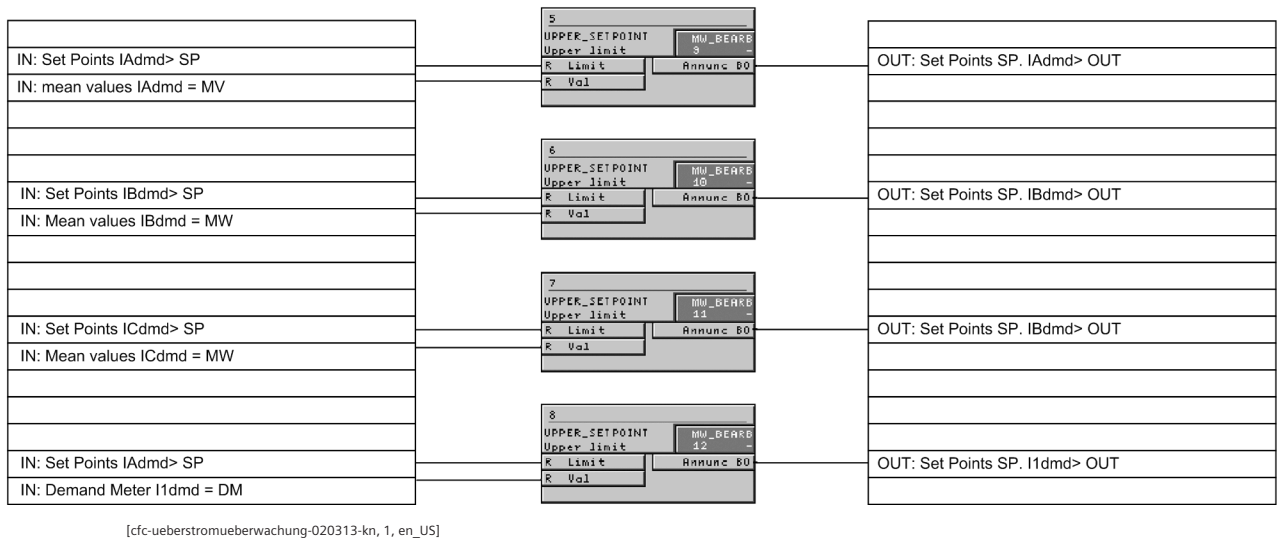 5
UPPER_SETPOINT MW_BEARB
Upper limit 9 -
IN: Set Points IAdmd> SP R Limit Annunc BO OUT: Set Points SP. IAdmd> OUT
IN: mean values IAdmd = MV R Val
6
UPPER_SETPOINT MW_BEARB
Upper limit 10 -
IN: Set Points IBdmd> SP R Limit Annunc BO OUT: Set Points SP. IBdmd> OUT
IN: Mean values IBdmd = MW R Val
7
UPPER_SETPOINT MW_BEARB
Upper limit 11 -
IN: Set Points ICdmd> SP R Limit Annunc BO OUT: Set Points SP. IBdmd> OUT
IN: Mean values ICdmd = MW R Val
8
UPPER_SETPOINT MW_BEARB
Upper limit 12 -
IN: Set Points IAdmd> SP R Limit Annunc BO OUT: Set Points SP. I1dmd> OUT
IN: Demand Meter I1dmd = DM R Val
[cfc-ueberstromueberwachung-020313-kn, 1, en_US]